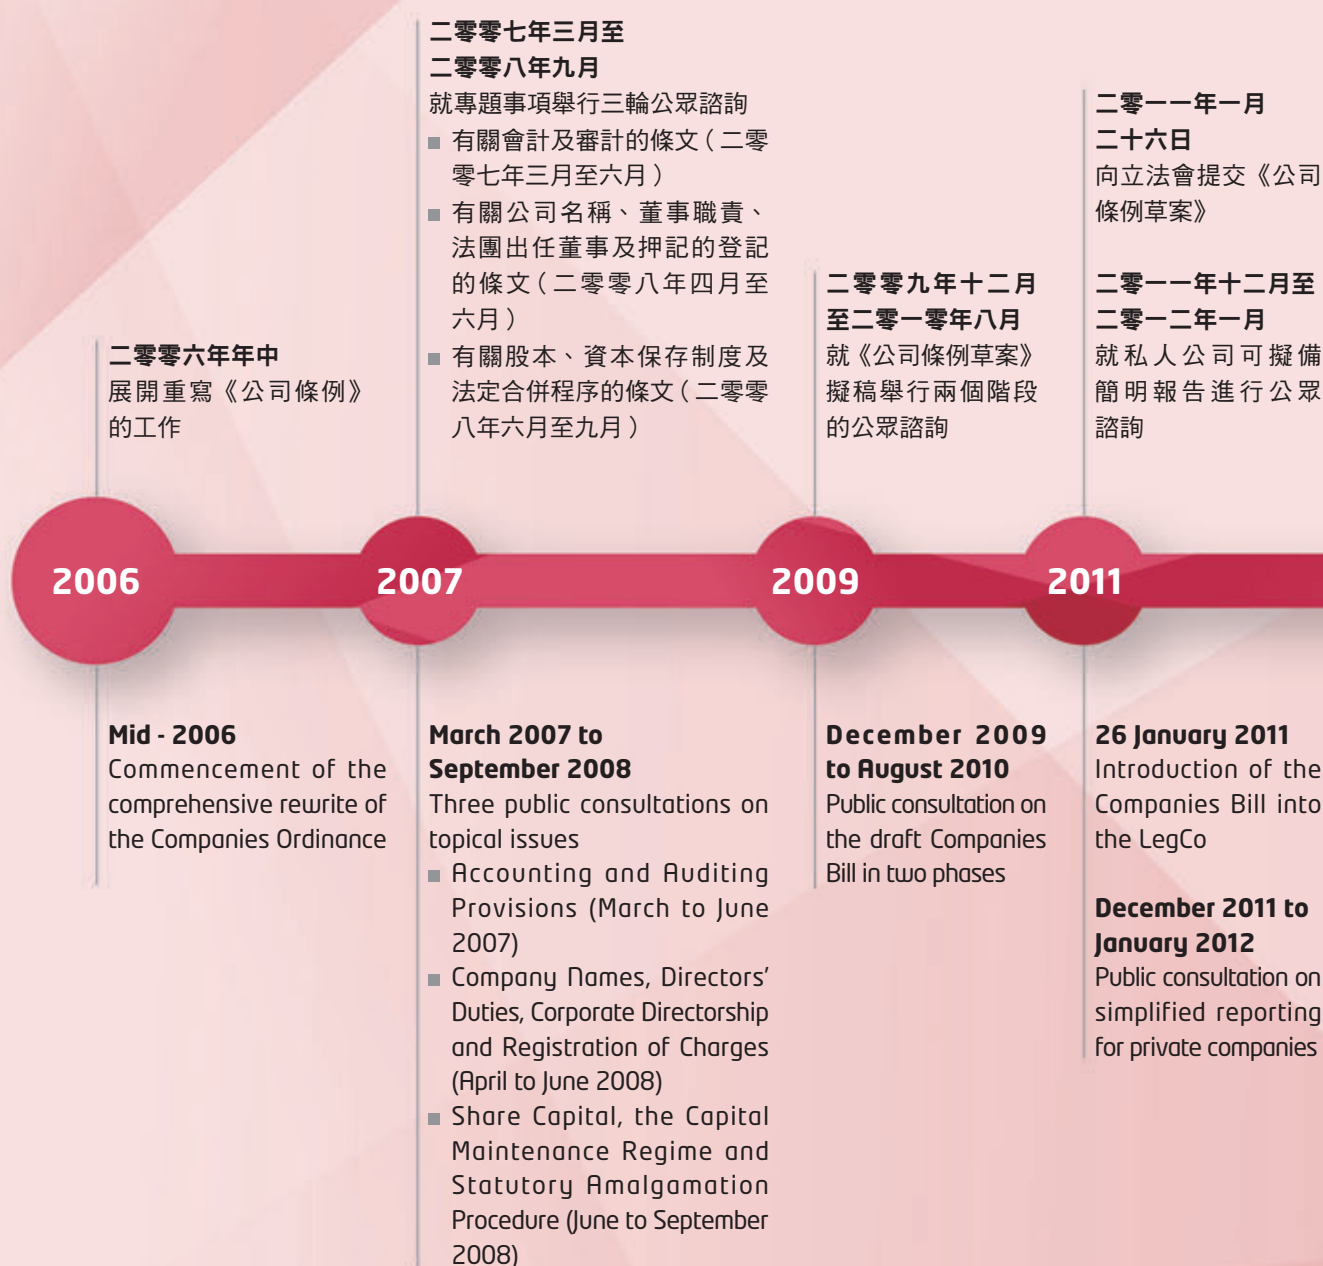 二零零六年年中
展開重寫《公司條例》
的工作
二零零七年三月至
二零零八年九月
就專題事項舉行三輪公眾諮詢
■ 有關會計及審計的條文（二零
零七年三月至六月）
■ 有關公司名稱、董事職責、
法團出任董事及押記的登記
的條文（二零零八年四月至
六月）
■ 有關股本、資本保存制度及
法定合併程序的條文（二零零
八年六月至九月）
二零零九年十二月
至二零一零年八月
就《公司條例草案》
擬稿舉行兩個階段
的公眾諮詢
二零一一年一月
二十六日
向立法會提交《公司
條例草案》
二零一一年十二月至
二零一二年一月
就私人公司可擬備
簡明報告進行公眾
諮詢
2006
2007
2009
2011
Mid - 2006
Commencement of the
comprehensive rewrite of
the Companies Ordinance
March 2007 to
September 2008
Three public consultations on
topical issues
■ Accounting and Auditing
Provisions (March to June
2007)
■ Company Names, Directors’
Duties, Corporate Directorship
and Registration of Charges
(April to June 2008)
■ Share Capital, the Capital
Maintenance Regime and
Statutory Amalgamation
Procedure (June to September
2008)
December 2009
to August 2010
Public consultation on
the draft Companies
Bill in two phases
26 January 2011
Introduction of the
Companies Bill into
the LegCo
December 2011 to
January 2012
Public consultation on
simplified reporting
for private companies